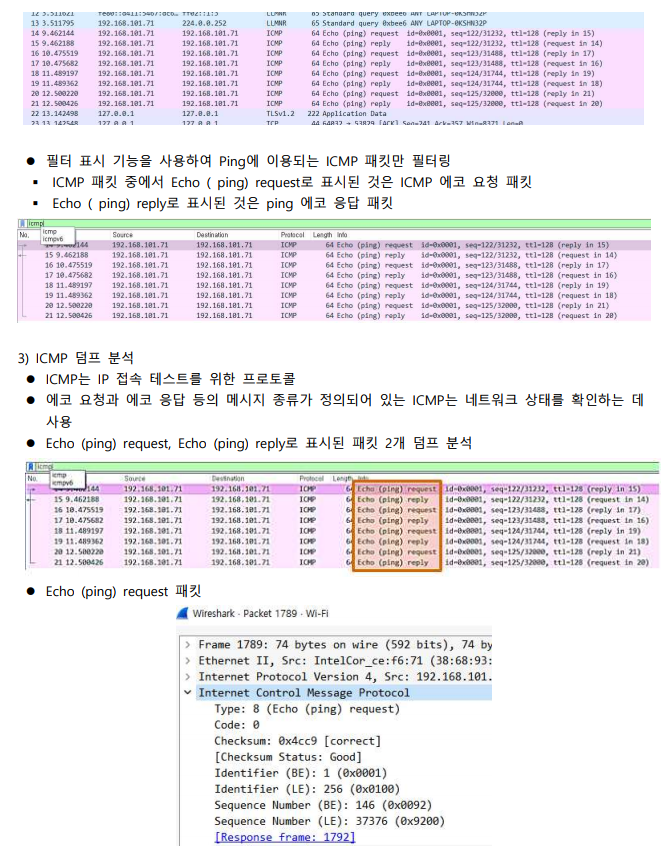 12 3.511621 ff02::1:3 LLMNR 85 Standard query 0xbee6 ANY LAPTOP-0KSHN32P
13 3.511795 192.168.101.71 224.0.0.252 LLMNR 65 Standard query 0xbee6 ANY LAPTOP-0KSHN32P
14 9.462144 192.168.101.71 192.168.101.71 ICMP 64 Echo (ping) request id=0x0001, seq=122/31232, ttl=128 (reply in 15)
15 9.462188 192.168.101.71 192.168.101.71 ICMP 64 Echo (ping) reply id=0x0001, seq=122/31232, ttl=128 (request in 14)
16 10.475519 192.168.101.71 192.168.101.71 ICMP 64 Echo (ping) request id=0x0001, seq=123/31488, ttl=128 (reply in 17)
17 10.475682 192.168.101.71 192.168.101.71 ICMP 64 Echo (ping) reply id=0x0001, seq=123/31488, ttl=128 (request in 16)
18 11.489197 192.168.101.71 192.168.101.71 ICMP 64 Echo (ping) request id=0x0001, seq=124/31744, ttl=128 (reply in 19)
19 11.489362 192.168.101.71 192.168.101.71 ICMP 64 Echo (ping) reply id=0x0001, seq=124/31744, ttl=128 (request in 18)
20 12.500220 192.168.101.71 192.168.101.71 ICMP 64 Echo (ping) request id=0x0001, seq=125/32000, ttl=128 (reply in 21)
21 12.500426 192.168.101.71 192.168.101.71 ICMP 64 Echo (ping) reply id=0x0001, seq=125/32000, ttl=128 (request in 20)
22 13.142498 127.0.0.1 127.0.0.1 TLSv1.2 222 Application Data
23 13.142548 127.0.0.1 127.0.0.1 TCP 44 64032 → 53829 [ACK] Seq=241 Ack=357 Win=8371 Len=0
● 필터 표시 기능을 사용하여 Ping에 이용되는 ICMP 패킷만 필터링
▪ ICMP 패킷 중에서 Echo ( ping) request로 표시된 것은 ICMP 에코 요청 패킷
▪ Echo ( ping) reply로 표시된 것은 ping 에코 응답 패킷
icmp
icmp
icmpv6
No. Source Destination Protocol Length Info
14 9.462144 192.168.101.71 192.168.101.71 ICMP 64 Echo (ping) request id=0x0001, seq=122/31232, ttl=128 (reply in 15)
15 9.462188 192.168.101.71 192.168.101.71 ICMP 64 Echo (ping) reply id=0x0001, seq=122/31232, ttl=128 (request in 14)
16 10.475519 192.168.101.71 192.168.101.71 ICMP 64 Echo (ping) request id=0x0001, seq=123/31488, ttl=128 (reply in 17)
17 10.475682 192.168.101.71 192.168.101.71 ICMP 64 Echo (ping) reply id=0x0001, seq=123/31488, ttl=128 (request in 16)
18 11.489197 192.168.101.71 192.168.101.71 ICMP 64 Echo (ping) request id=0x0001, seq=124/31744, ttl=128 (reply in 19)
19 11.489362 192.168.101.71 192.168.101.71 ICMP 64 Echo (ping) reply id=0x0001, seq=124/31744, ttl=128 (request in 18)
20 12.500220 192.168.101.71 192.168.101.71 ICMP 64 Echo (ping) request id=0x0001, seq=125/32000, ttl=128 (reply in 21)
21 12.500426 192.168.101.71 192.168.101.71 ICMP 64 Echo (ping) reply id=0x0001, seq=125/32000, ttl=128 (request in 20)
3) ICMP 덤프 분석
● ICMP는 IP 접속 테스트를 위한 프로토콜
● 에코 요청과 에코 응답 등의 메시지 종류가 정의되어 있는 ICMP는 네트워크 상태를 확인하는 데
사용
● Echo (ping) request, Echo (ping) reply로 표시된 패킷 2개 덤프 분석
icmp
icmp
icmpv6
No. Source Destination Protocol Length Info
14 9.462144 192.168.101.71 192.168.101.71 ICMP 64 Echo (ping) request id=0x0001, seq=122/31232, ttl=128 (reply in 15)
15 9.462188 192.168.101.71 192.168.101.71 ICMP 64 Echo (ping) reply id=0x0001, seq=122/31232, ttl=128 (request in 14)
16 10.475519 192.168.101.71 192.168.101.71 ICMP 64 Echo (ping) request id=0x0001, seq=123/31488, ttl=128 (reply in 17)
17 10.475682 192.168.101.71 192.168.101.71 ICMP 64 Echo (ping) reply id=0x0001, seq=123/31488, ttl=128 (request in 16)
18 11.489197 192.168.101.71 192.168.101.71 ICMP 64 Echo (ping) request id=0x0001, seq=124/31744, ttl=128 (reply in 19)
19 11.489362 192.168.101.71 192.168.101.71 ICMP 64 Echo (ping) reply id=0x0001, seq=124/31744, ttl=128 (request in 18)
20 12.500220 192.168.101.71 192.168.101.71 ICMP 64 Echo (ping) request id=0x0001, seq=125/32000, ttl=128 (reply in 21)
21 12.500426 192.168.101.71 192.168.101.71 ICMP 64 Echo (ping) reply id=0x0001, seq=125/32000, ttl=128 (request in 20)
● Echo (ping) request 패킷
Wireshark · Packet 1789 · Wi-Fi
Frame 1789: 74 bytes on wire (592 bits), 74 by
Ethernet II, Src: IntelCor_ce:f6:71 (38:68:93:
Internet Protocol Version 4, Src: 192.168.101.
Internet Control Message Protocol
Type: 8 (Echo (ping) request)
Code: 0
Checksum: 0x4cc9 [correct]
[Checksum Status: Good]
Identifier (BE): 1 (0x0001)
Identifier (LE): 256 (0x0100)
Sequence Number (BE): 146 (0x0092)
Sequence Number (LE): 37376 (0x9200)
[Response frame: 1792]